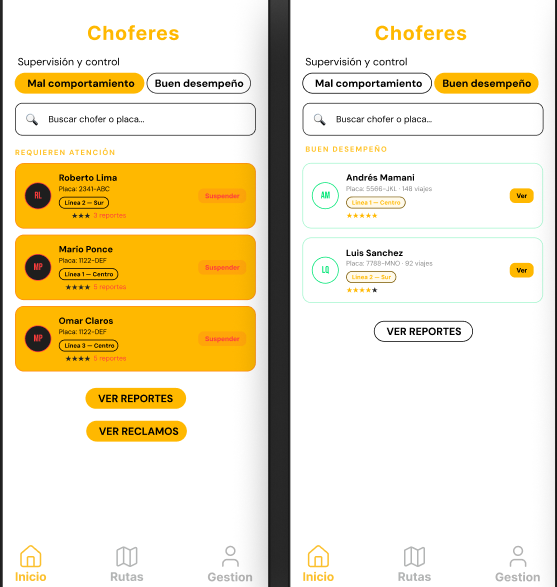 Choferes
Supervisión y control
Mal comportamiento
Buen desempeño
Buscar chofer o placa...
REQUIEREN ATENCIÓN
RL
Roberto Lima
Placa: 2341-ABC
Línea 2 — Sur
★★★ 3 reportes
Suspender
MP
Mario Ponce
Placa: 1122-DEF
Línea 1 — Centro
★★★★ 5 reportes
Suspender
MP
Omar Claros
Placa: 1122-DEF
Línea 3 — Centro
★★★★ 5 reportes
Suspender
VER REPORTES
VER RECLAMOS
Inicio
Rutas
Gestion
Choferes
Supervisión y control
Mal comportamiento
Buen desempeño
Buscar chofer o placa...
BUEN DESEMPEÑO
AM
Andrés Mamani
Placa: 5566-JKL · 148 viajes
Línea 1 — Centro
★★★★★
Ver
LQ
Luis Sanchez
Placa: 7788-MNO · 92 viajes
Línea 2 — Sur
★★★★★
Ver
VER REPORTES
Inicio
Rutas
Gestion